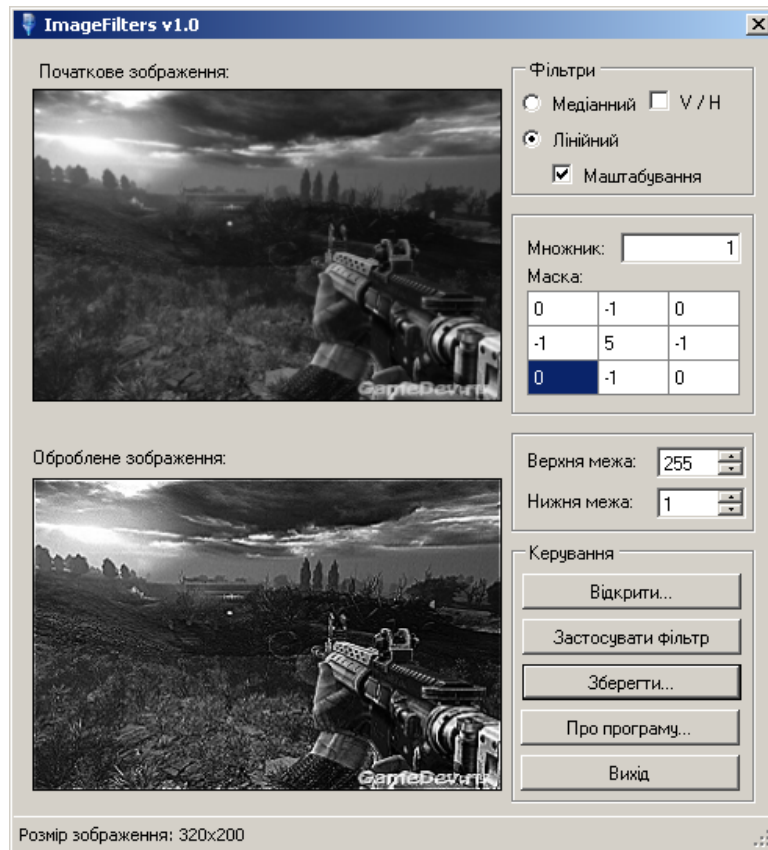 ImageFilters v1.0
Початкове зображення:
GameDev.ru
Оброблене зображення:
GameDev.ru
Фільтри
Медіанний V / H
Лінійний
Маштабування
Множник: 1
Маска:
0 -1 0
-1 5 -1
0 -1 0
Верхня межа: 255
Нижня межа: 1
Керування
Відкрити...
Застосувати фільтр
Зберегти...
Про програму...
Вихід
Розмір зображення: 320x200